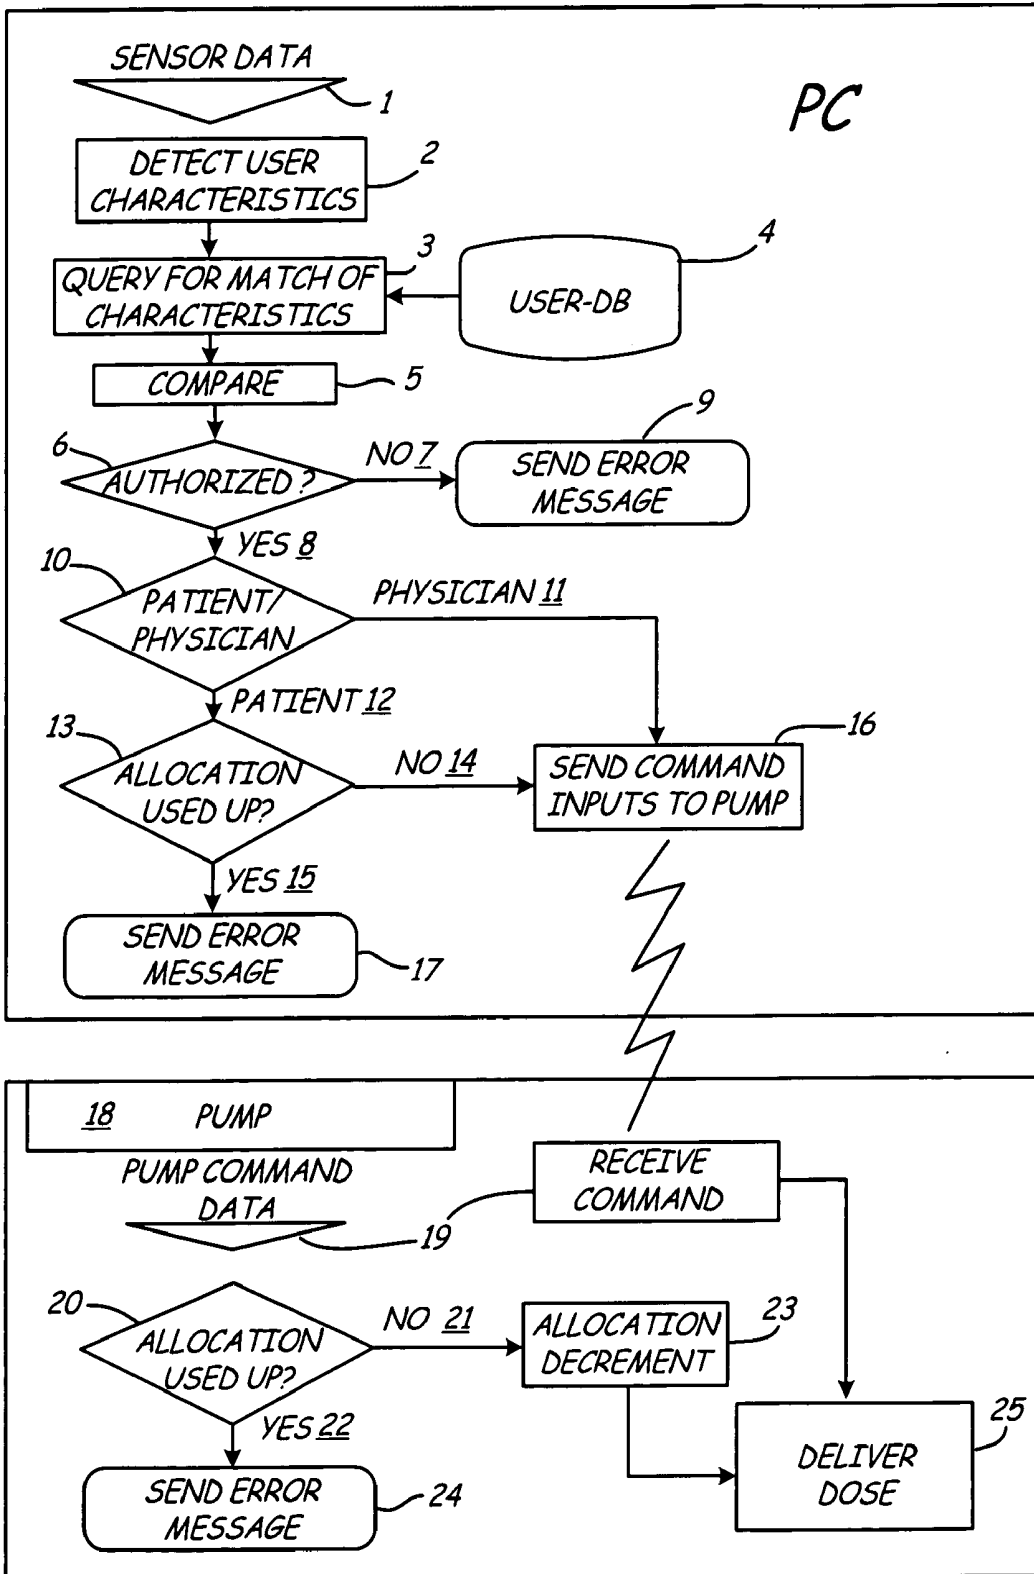 SENSOR DATA
1
PC
DETECT USER
CHARACTERISTICS
2
QUERY FOR MATCH OF
CHARACTERISTICS
3
USER-DB
4
COMPARE
5
6
AUTHORIZED?
NO 7
SEND ERROR
MESSAGE
9
YES 8
10
PATIENT/
PHYSICIAN
PHYSICIAN 11
PATIENT 12
13
ALLOCATION
USED UP?
NO 14
SEND COMMAND
INPUTS TO PUMP
16
YES 15
SEND ERROR
MESSAGE
17
18 PUMP
PUMP COMMAND
DATA
19
RECEIVE
COMMAND
20
ALLOCATION
USED UP?
NO 21
ALLOCATION
DECREMENT
23
YES 22
SEND ERROR
MESSAGE
24
DELIVER
DOSE
25